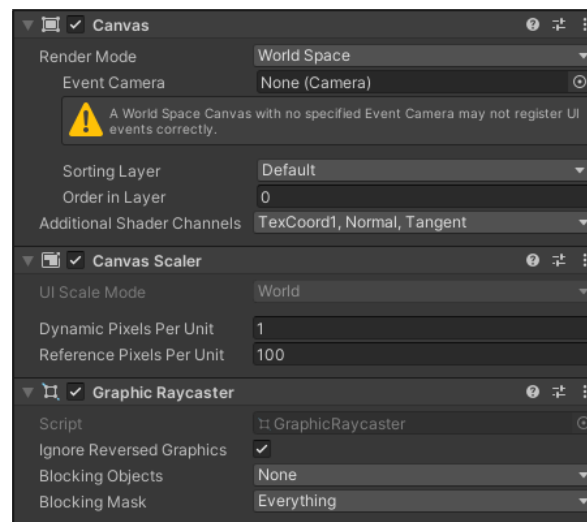 Canvas
Render Mode World Space
Event Camera None (Camera)
A World Space Canvas with no specified Event Camera may not register UI
events correctly.
Sorting Layer Default
Order in Layer 0
Additional Shader Channels TexCoord1, Normal, Tangent
Canvas Scaler
UI Scale Mode World
Dynamic Pixels Per Unit 1
Reference Pixels Per Unit 100
Graphic Raycaster
Script GraphicRaycaster
Ignore Reversed Graphics
Blocking Objects None
Blocking Mask Everything